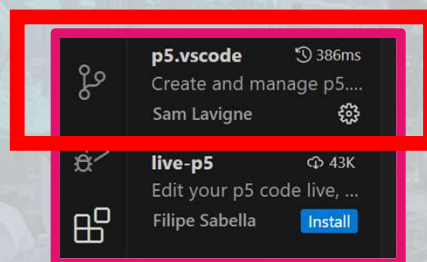 p5.vscode 386ms
Create and manage p5....
Sam Lavigne
live-p5 43K
Edit your p5 code live, ...
Filipe Sabella Install